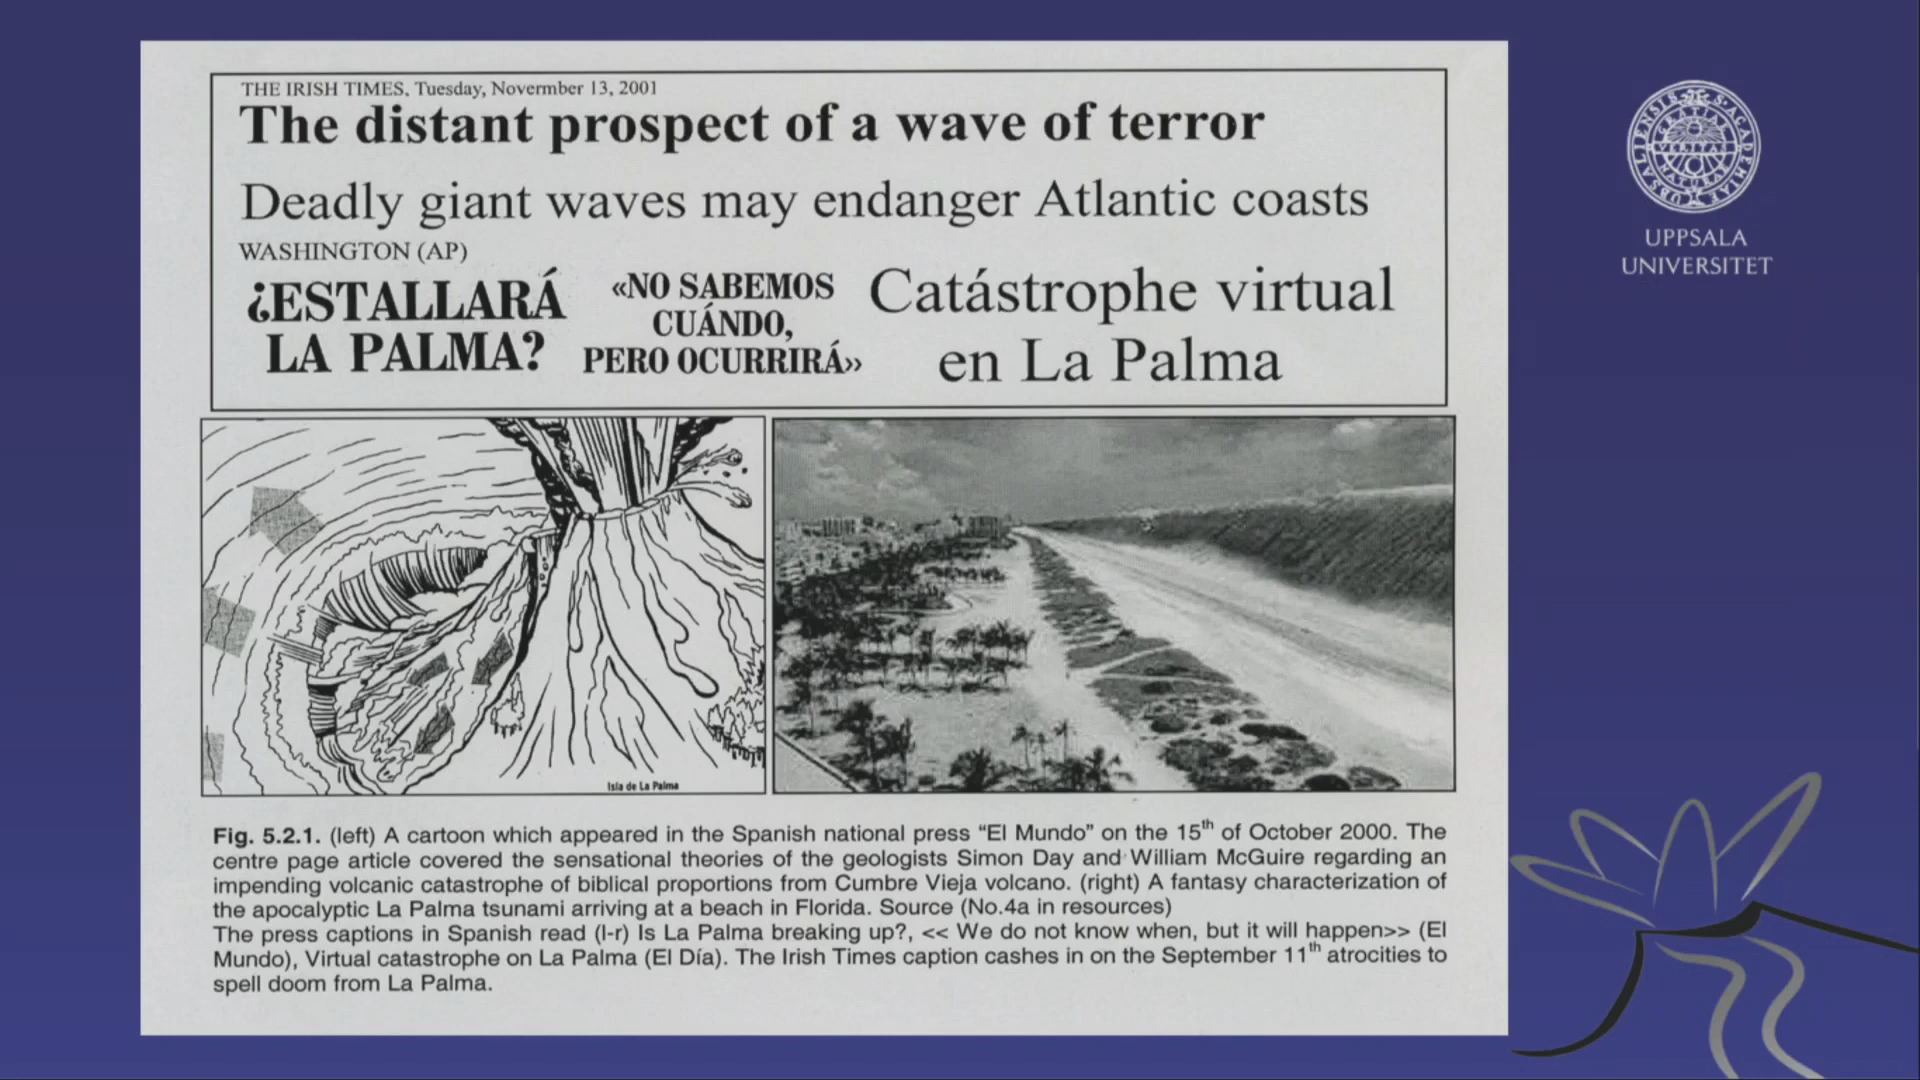 THE IRISH TIMES, Tuesday, Novermber 13, 2001
The distant prospect of a wave of terror
Deadly giant waves may endanger Atlantic coasts
WASHINGTON (AP)
¿ESTALLARÁ
LA PALMA?
«NO SABEMOS
CUÁNDO,
PERO OCURRIRÁ»
Catástrophe virtual
en La Palma
Isla de La Palma
Fig. 5.2.1. (left) A cartoon which appeared in the Spanish national press “El Mundo” on the 15th of October 2000. The
centre page article covered the sensational theories of the geologists Simon Day and William McGuire regarding an
impending volcanic catastrophe of biblical proportions from Cumbre Vieja volcano. (right) A fantasy characterization of
the apocalyptic La Palma tsunami arriving at a beach in Florida. Source (No.4a in resources)
The press captions in Spanish read (l-r) Is La Palma breaking up?, << We do not know when, but it will happen>> (El
Mundo), Virtual catastrophe on La Palma (El Día). The Irish Times caption cashes in on the September 11th atrocities to
spell doom from La Palma.
UPPSALA
UNIVERSITET